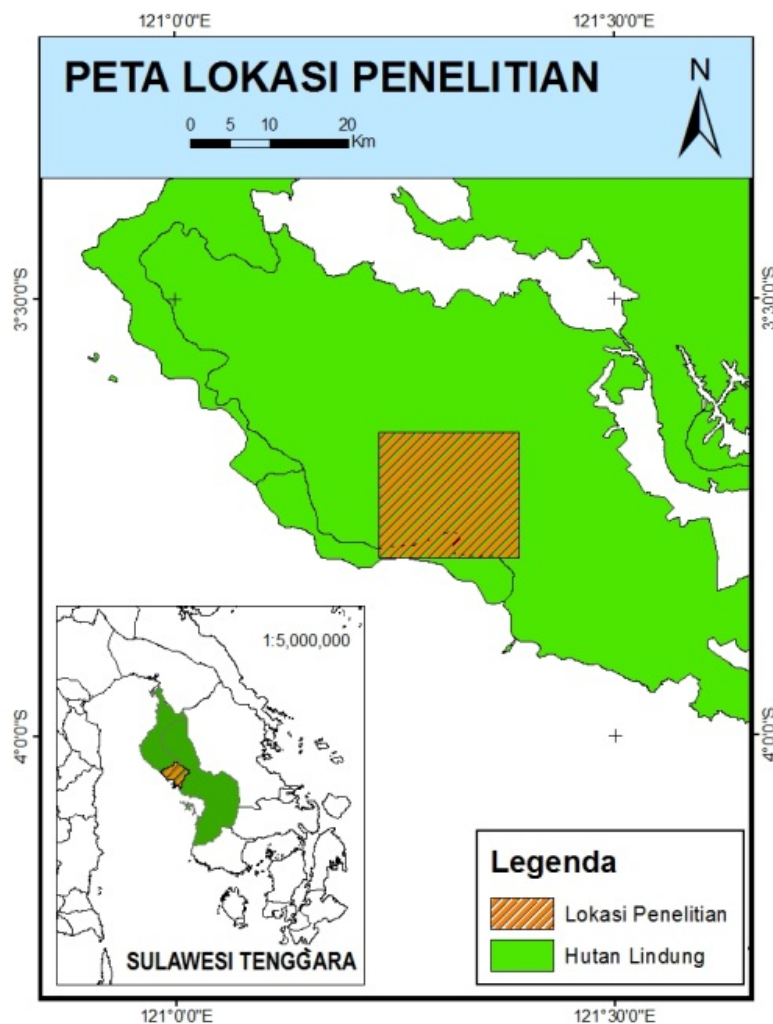 121°0'0"E
121°30'0"E
PETA LOKASI PENELITIAN
N
0 5 10 20
Km
3°30'0"S
3°30'0"S
1:5,000,000
4°0'0"S
4°0'0"S
Legenda
Lokasi Penelitian
Hutan Lindung
SULAWESI TENGGARA
121°0'0"E
121°30'0"E